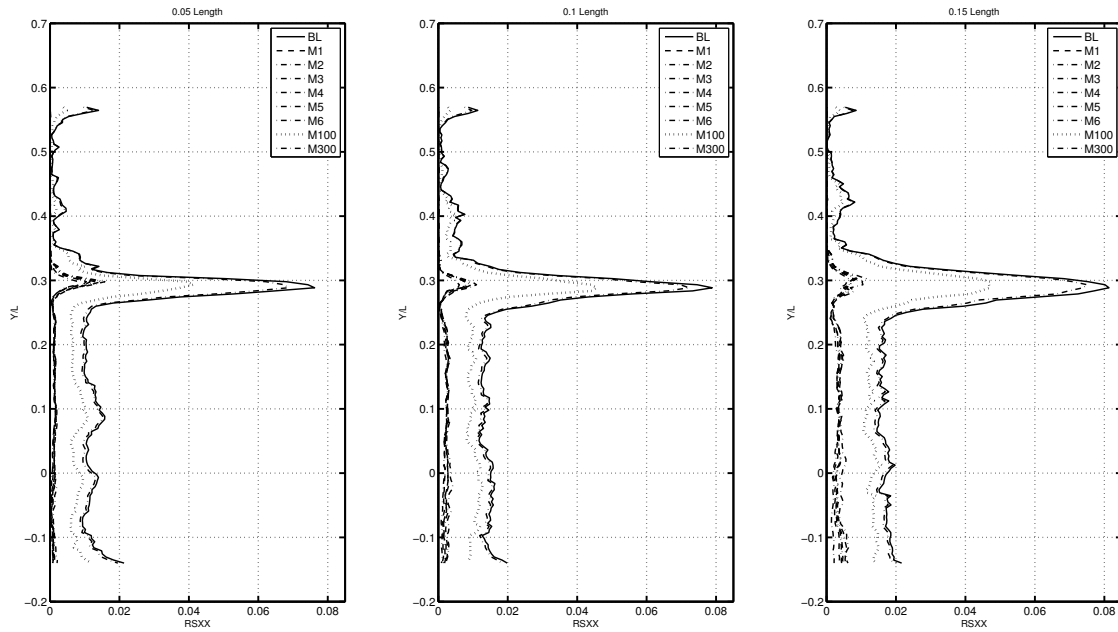 0.05 Length
0.7
0.6
0.5
0.4
0.3
0.2
0.1
0
−0.1
−0.2
Y/L
0
0.02
0.04
0.06
0.08
RSXX
BL
M1
M2
M3
M4
M5
M6
M100
M300
0.1 Length
0.7
0.6
0.5
0.4
0.3
0.2
0.1
0
−0.1
−0.2
Y/L
0
0.02
0.04
0.06
0.08
RSXX
BL
M1
M2
M3
M4
M5
M6
M100
M300
0.15 Length
0.7
0.6
0.5
0.4
0.3
0.2
0.1
0
−0.1
−0.2
Y/L
0
0.02
0.04
0.06
0.08
RSXX
BL
M1
M2
M3
M4
M5
M6
M100
M300